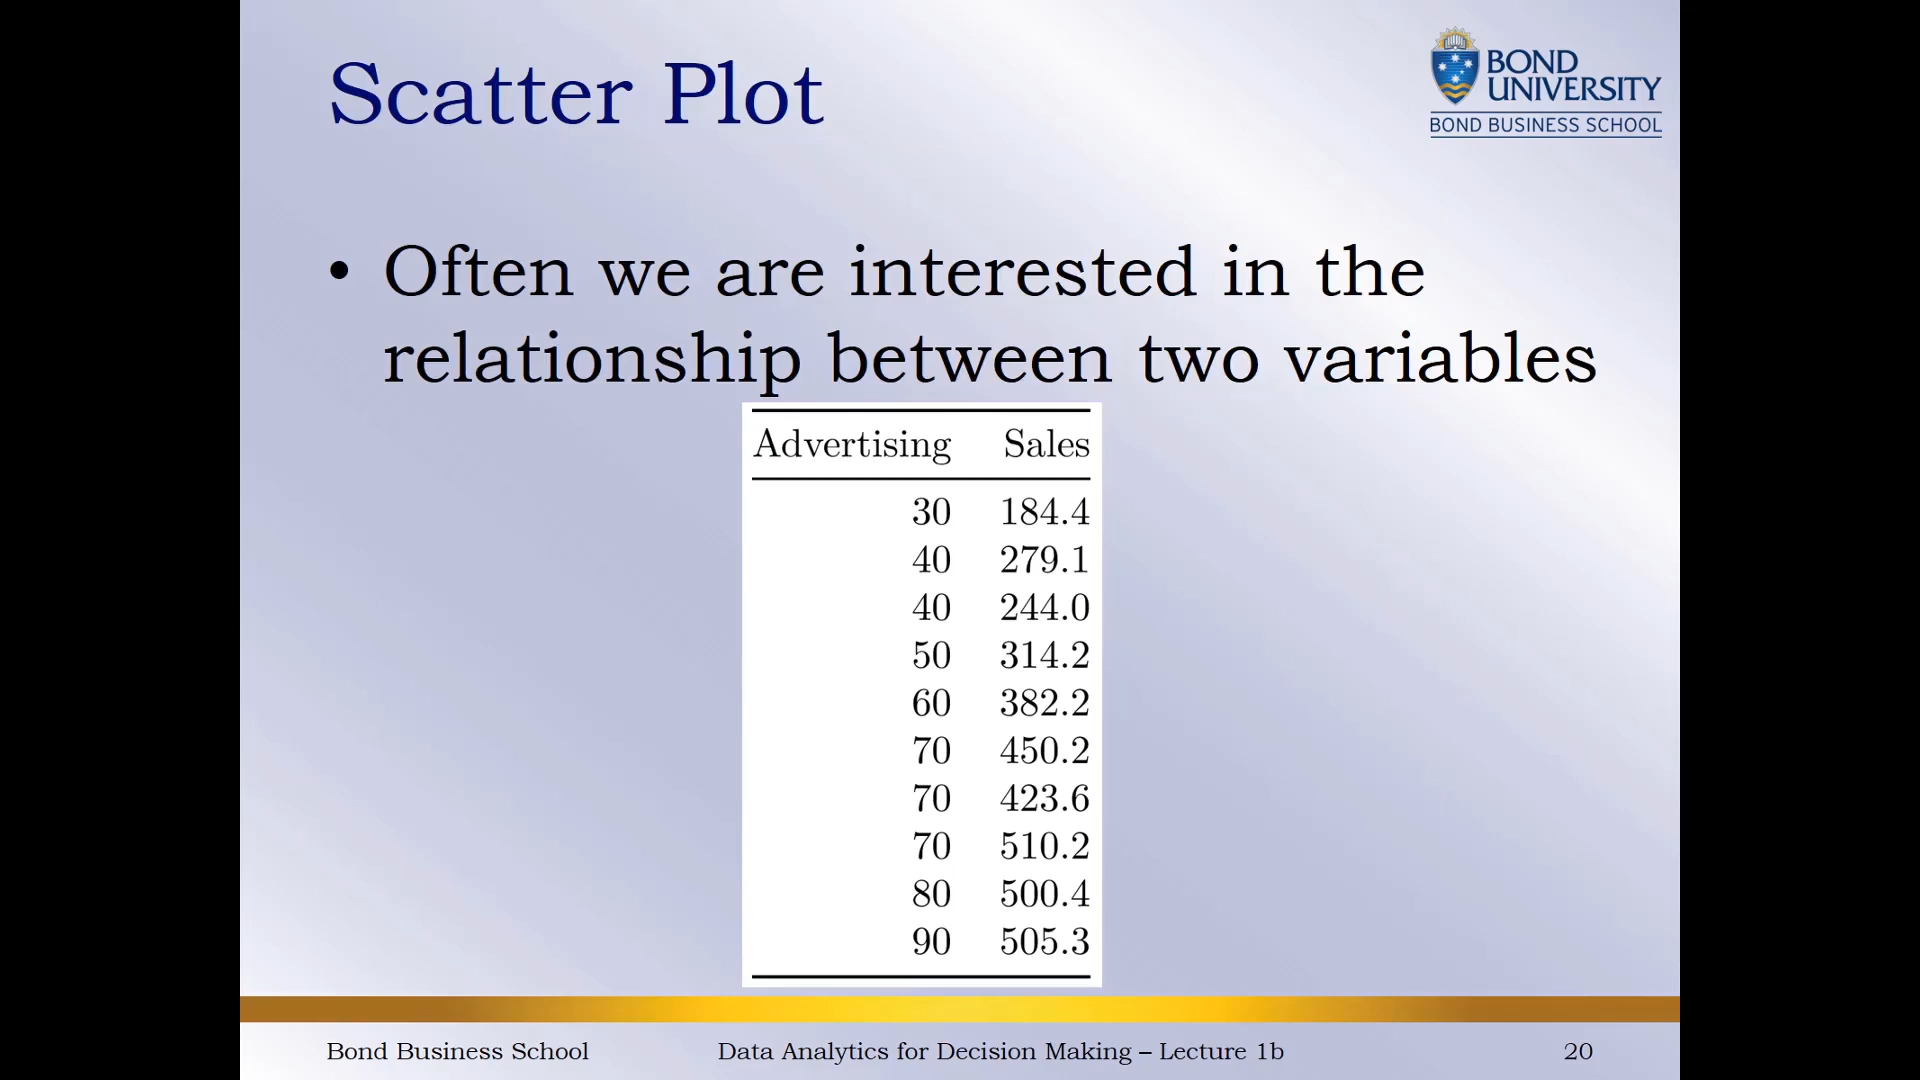 Scatter Plot
BOND
UNIVERSITY
BOND BUSINESS SCHOOL
• Often we are interested in the
relationship between two variables
Advertising Sales
30 184.4
40 279.1
40 244.0
50 314.2
60 382.2
70 450.2
70 423.6
70 510.2
80 500.4
90 505.3
Bond Business School Data Analytics for Decision Making – Lecture 1b 20